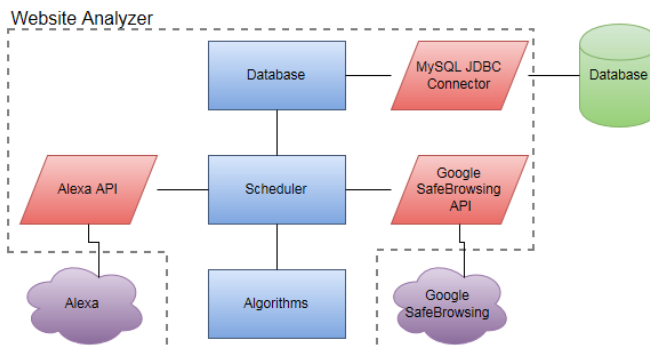 Website Analyzer
Database
MySQL JDBC
Connector
Database
Alexa API
Scheduler
Google
SafeBrowsing
API
Alexa
Algorithms
Google
SafeBrowsing